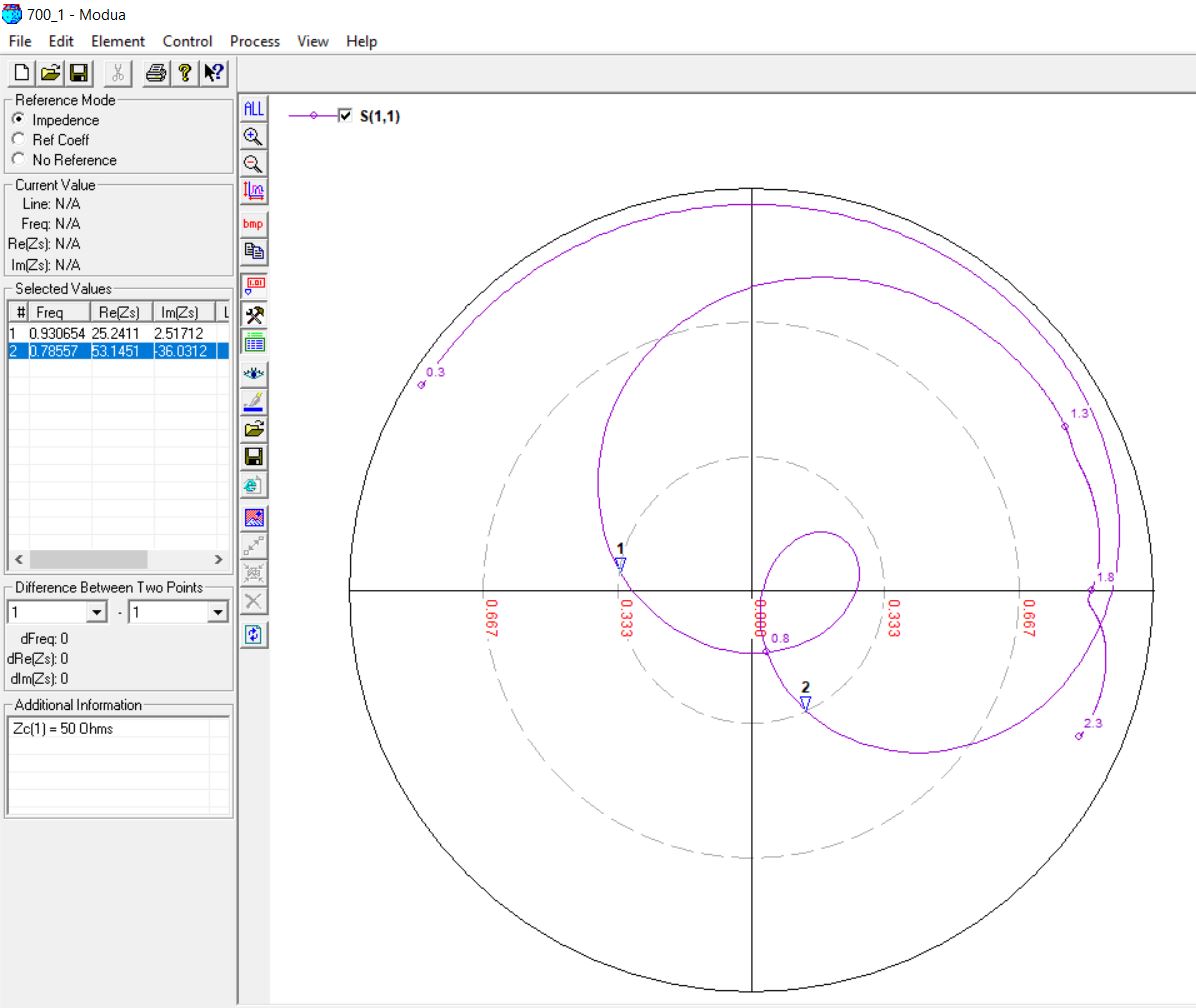 700_1 - Modua
File Edit Element Control Process View Help
Reference Mode
Impedence
Ref Coeff
No Reference
Current Value
Line: N/A
Freq: N/A
Re(Zs): N/A
Im(Zs): N/A
Selected Values
# Freq Re(Zs) Im(Zs) L
1 0.930654 25.2411 2.51712
2 0.78557 53.1451 -36.0312
Difference Between Two Points
1 - 1
dFreq: 0
dRe(Zs): 0
dIm(Zs): 0
Additional Information
Zc(1) = 50 Ohms
ALL
bmp
1.01
S(1,1)
0.3
1.3
1
1.8
0.667 0.333 0.000 0.333 0.667
0.8
2
2.3